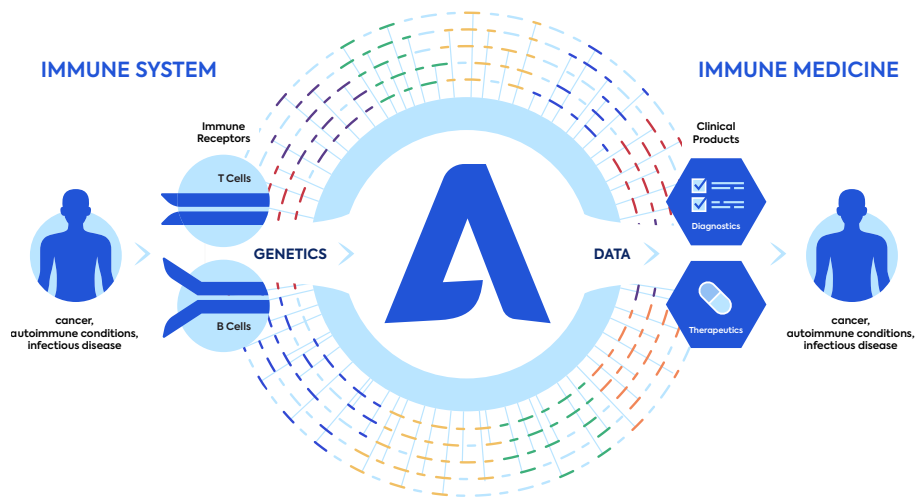 IMMUNE SYSTEM
IMMUNE MEDICINE
Immune
Receptors
Clinical
Products
T Cells
Diagnostics
GENETICS
DATA
B Cells
Therapeutics
cancer,
autoimmune conditions,
infectious disease
cancer,
autoimmune conditions,
infectious disease